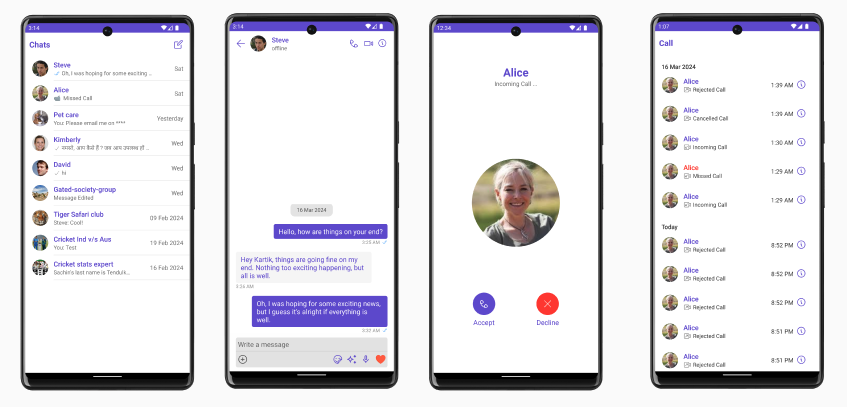 3:14
Chats
Steve
Oh, I was hoping for some exciting ...
Sat
Alice
Missed Call
Sat
Pet care
You: Please email me on ****
Yesterday
Kimberly
नमस्ते, आप कैसे हैं ? जब आप उपलब्ध हों ...
Wed
David
hi
Wed
Gated-society-group
Message Edited
Wed
Tiger Safari club
Steve: Cool!
09 Feb 2024
Cricket Ind v/s Aus
You: Test
19 Feb 2024
Cricket stats expert
Sachin's last name is Tendulk...
16 Feb 2024
3:14
Steve
offline
16 Mar 2024
Hello, how are things on your end?
3:25 AM
Hey Kartik, things are going fine on my
end. Nothing too exciting happening, but
all is well.
3:26 AM
Oh, I was hoping for some exciting news,
but I guess it's alright if everything is
well.
3:32 AM
Write a message
12:34
Alice
Incoming Call ...
Accept
Decline
1:07
Call
16 Mar 2024
Alice
Rejected Call
1:39 AM
Alice
Cancelled Call
1:39 AM
Alice
Incoming Call
1:30 AM
Alice
Missed Call
1:29 AM
Alice
Incoming Call
1:29 AM
Today
Alice
Rejected Call
8:52 PM
Alice
Rejected Call
8:52 PM
Alice
Rejected Call
8:52 PM
Alice
Rejected Call
8:51 PM
Alice
Rejected Call
8:51 PM